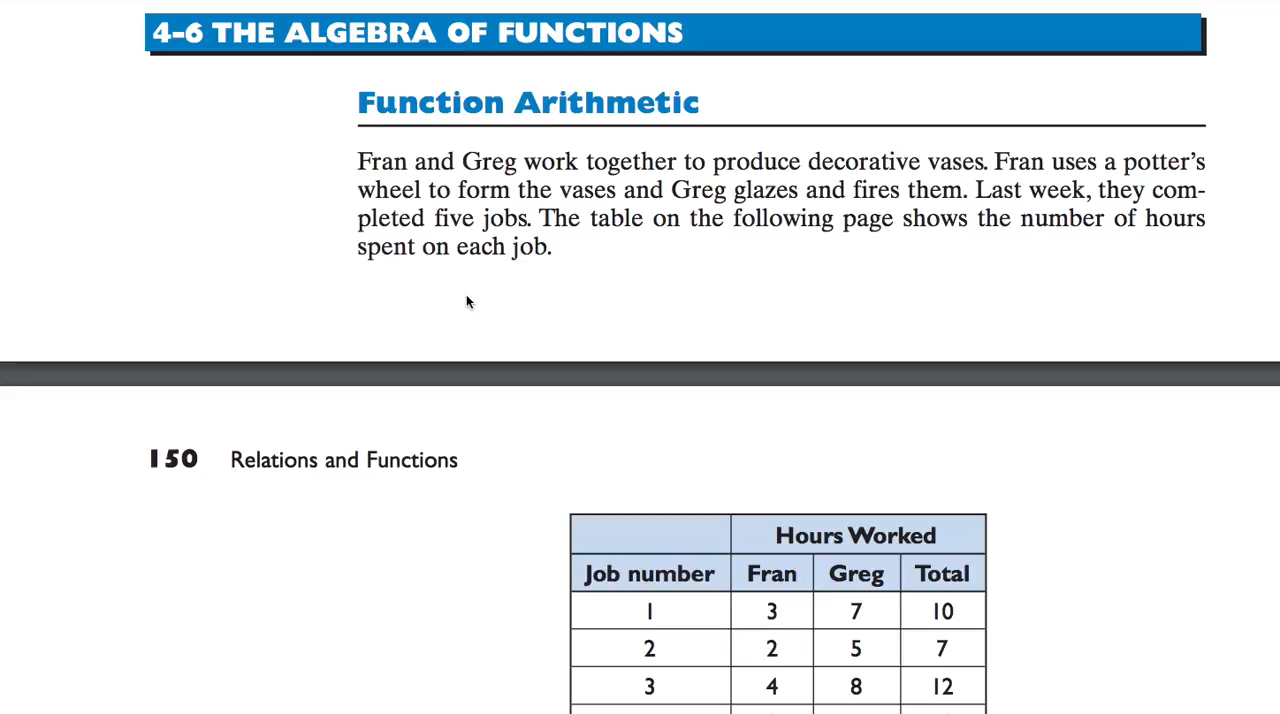 4–6 THE ALGEBRA OF FUNCTIONS
Function Arithmetic
Fran and Greg work together to produce decorative vases. Fran uses a potter’s
wheel to form the vases and Greg glazes and fires them. Last week, they com-
pleted five jobs. The table on the following page shows the number of hours
spent on each job.
150 Relations and Functions
Hours Worked
Job number Fran Greg Total
1 3 7 10
2 2 5 7
3 4 8 12